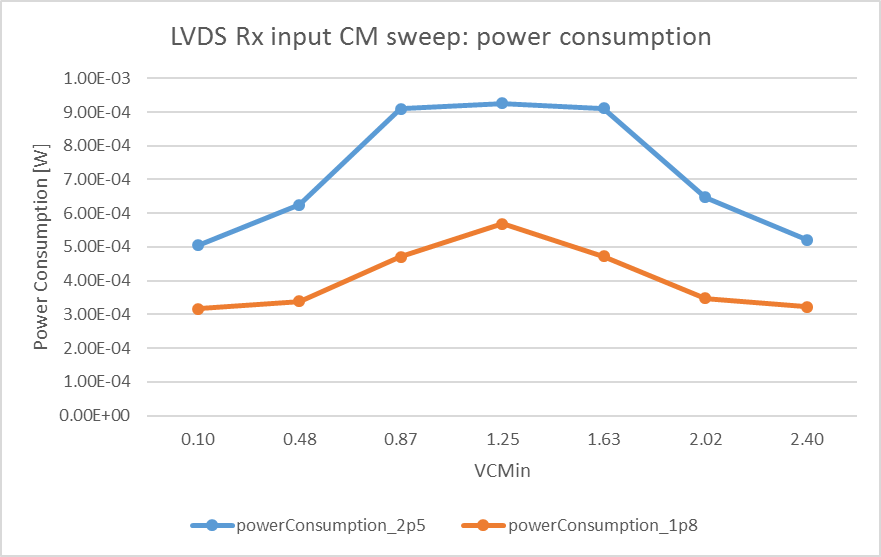 LVDS Rx input CM sweep: power consumption
Power Consumption [W]
1.00E-03
9.00E-04
8.00E-04
7.00E-04
6.00E-04
5.00E-04
4.00E-04
3.00E-04
2.00E-04
1.00E-04
0.00E+00
0.10 0.48 0.87 1.25 1.63 2.02 2.40
VCMin
powerConsumption_2p5 powerConsumption_1p8